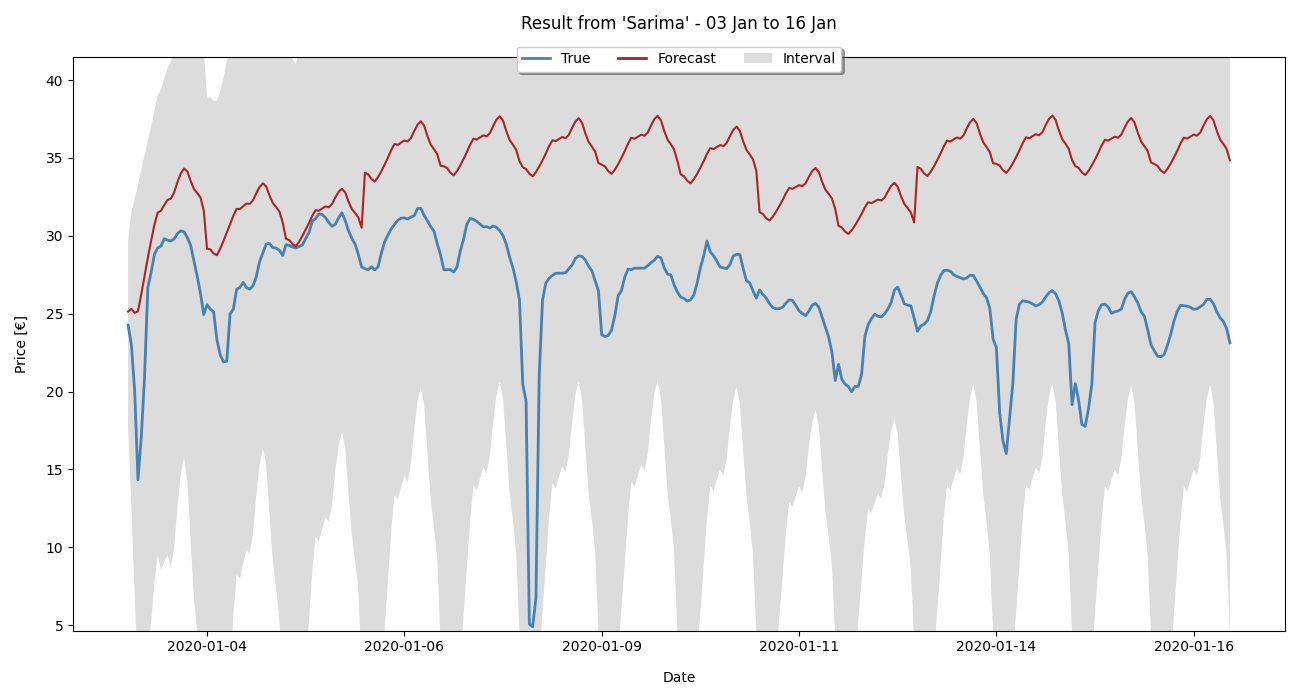 Result from 'Sarima' - 03 Jan to 16 Jan
True Forecast Interval
40
35
30
25
20
15
10
5
Price [€]
2020-01-04 2020-01-06 2020-01-09 2020-01-11 2020-01-14 2020-01-16
Date